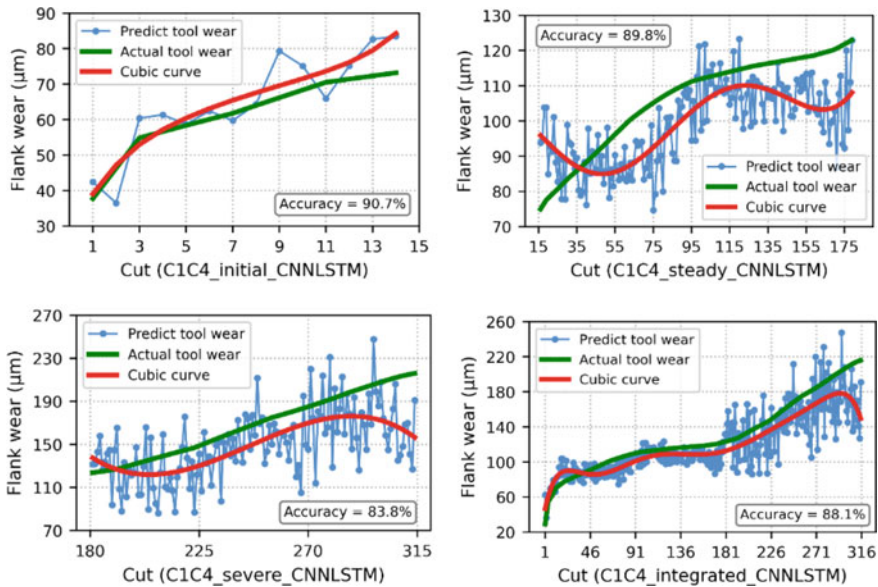 90
80
70
60
50
40
30
Flank wear (µm)
Predict tool wear
Actual tool wear
Cubic curve
Accuracy = 90.7%
1 3 5 7 9 11 13 15
Cut (C1C4_initial_CNNLSTM)
130
120
110
100
90
80
70
Flank wear (µm)
Accuracy = 89.8%
Predict tool wear
Actual tool wear
Cubic curve
15 35 55 75 95 115 135 155 175
Cut (C1C4_steady_CNNLSTM)
270
230
190
150
110
70
Flank wear (µm)
Predict tool wear
Actual tool wear
Cubic curve
Accuracy = 83.8%
180 225 270 315
Cut (C1C4_severe_CNNLSTM)
260
220
180
140
100
60
20
Flank wear (µm)
Predict tool wear
Actual tool wear
Cubic curve
Accuracy = 88.1%
1 46 91 136 181 226 271 316
Cut (C1C4_integrated_CNNLSTM)